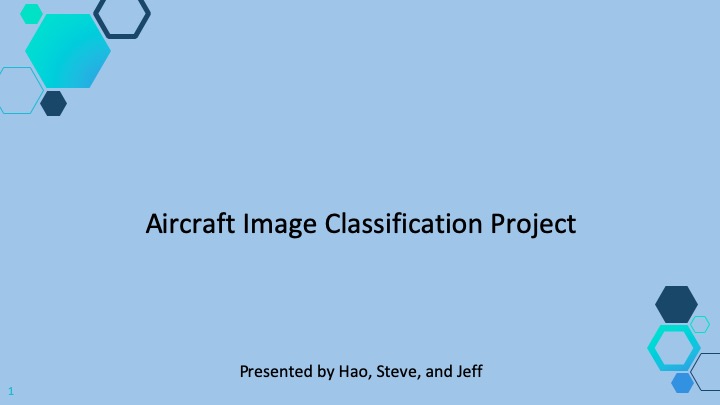 Aircraft Image Classification Project
Presented by Hao, Steve, and Jeff
1